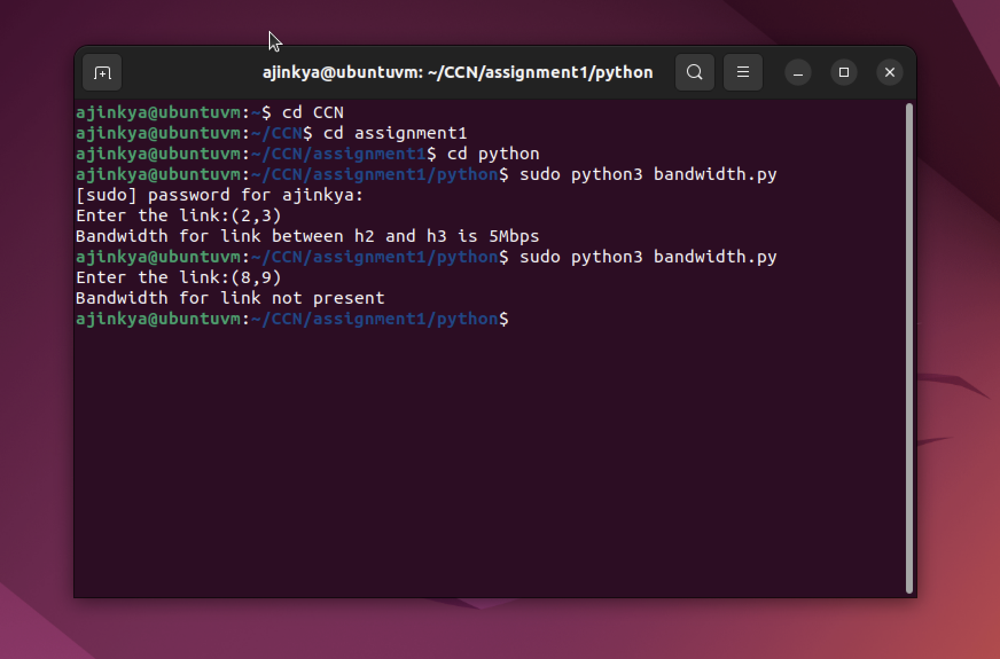 ajinkya@ubuntuvm: ~/CCN/assignment1/python
ajinkya@ubuntuvm:~$ cd CCN
ajinkya@ubuntuvm:~/CCN$ cd assignment1
ajinkya@ubuntuvm:~/CCN/assignment1$ cd python
ajinkya@ubuntuvm:~/CCN/assignment1/python$ sudo python3 bandwidth.py
[sudo] password for ajinkya:
Enter the link:(2,3)
Bandwidth for link between h2 and h3 is 5Mbps
ajinkya@ubuntuvm:~/CCN/assignment1/python$ sudo python3 bandwidth.py
Enter the link:(8,9)
Bandwidth for link not present
ajinkya@ubuntuvm:~/CCN/assignment1/python$